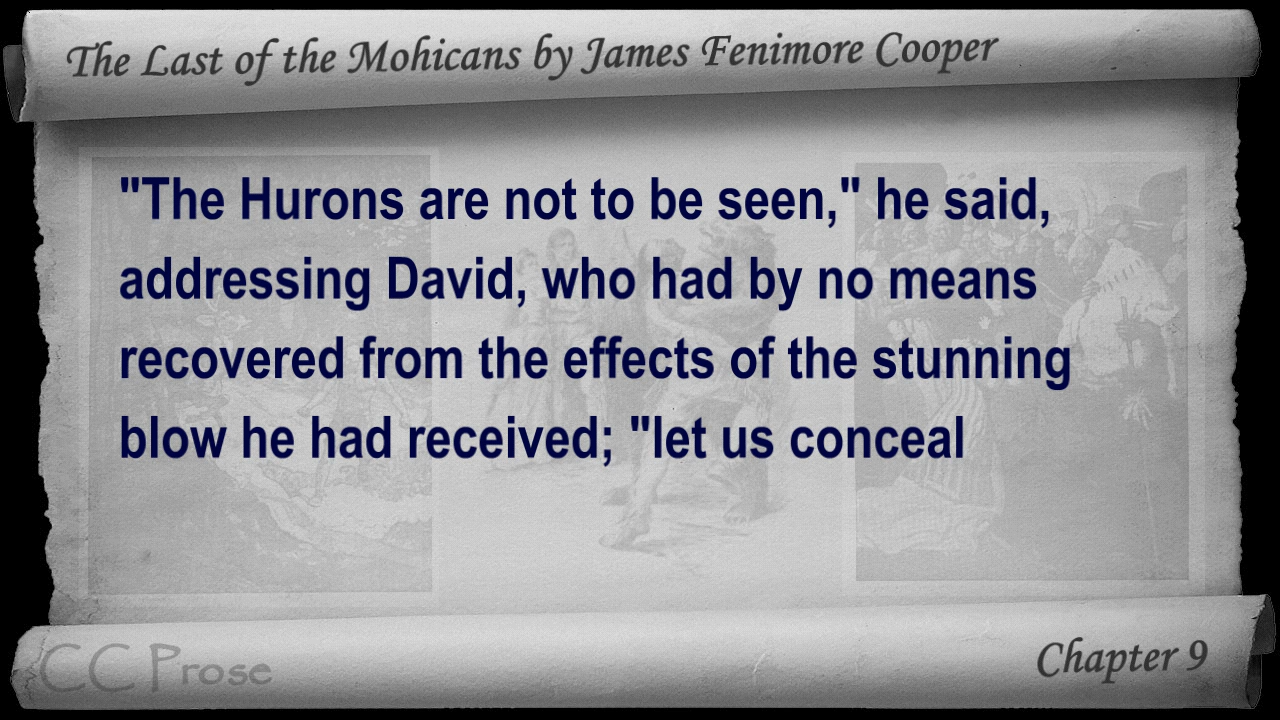 The Last of the Mohicans by James Fenimore Cooper
"The Hurons are not to be seen," he said,
addressing David, who had by no means
recovered from the effects of the stunning
blow he had received; "let us conceal
CC Prose
Chapter 9